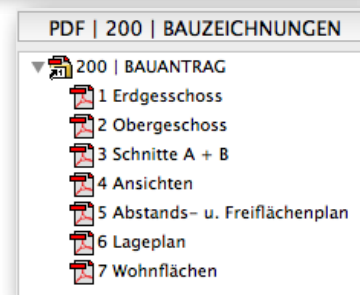 PDF | 200 | BAUZEICHNUNGEN
200 | BAUANTRAG
1 Erdgesschoss
2 Obergeschoss
3 Schnitte A + B
4 Ansichten
5 Abstands- u. Freiflächenplan
6 Lageplan
7 Wohnflächen